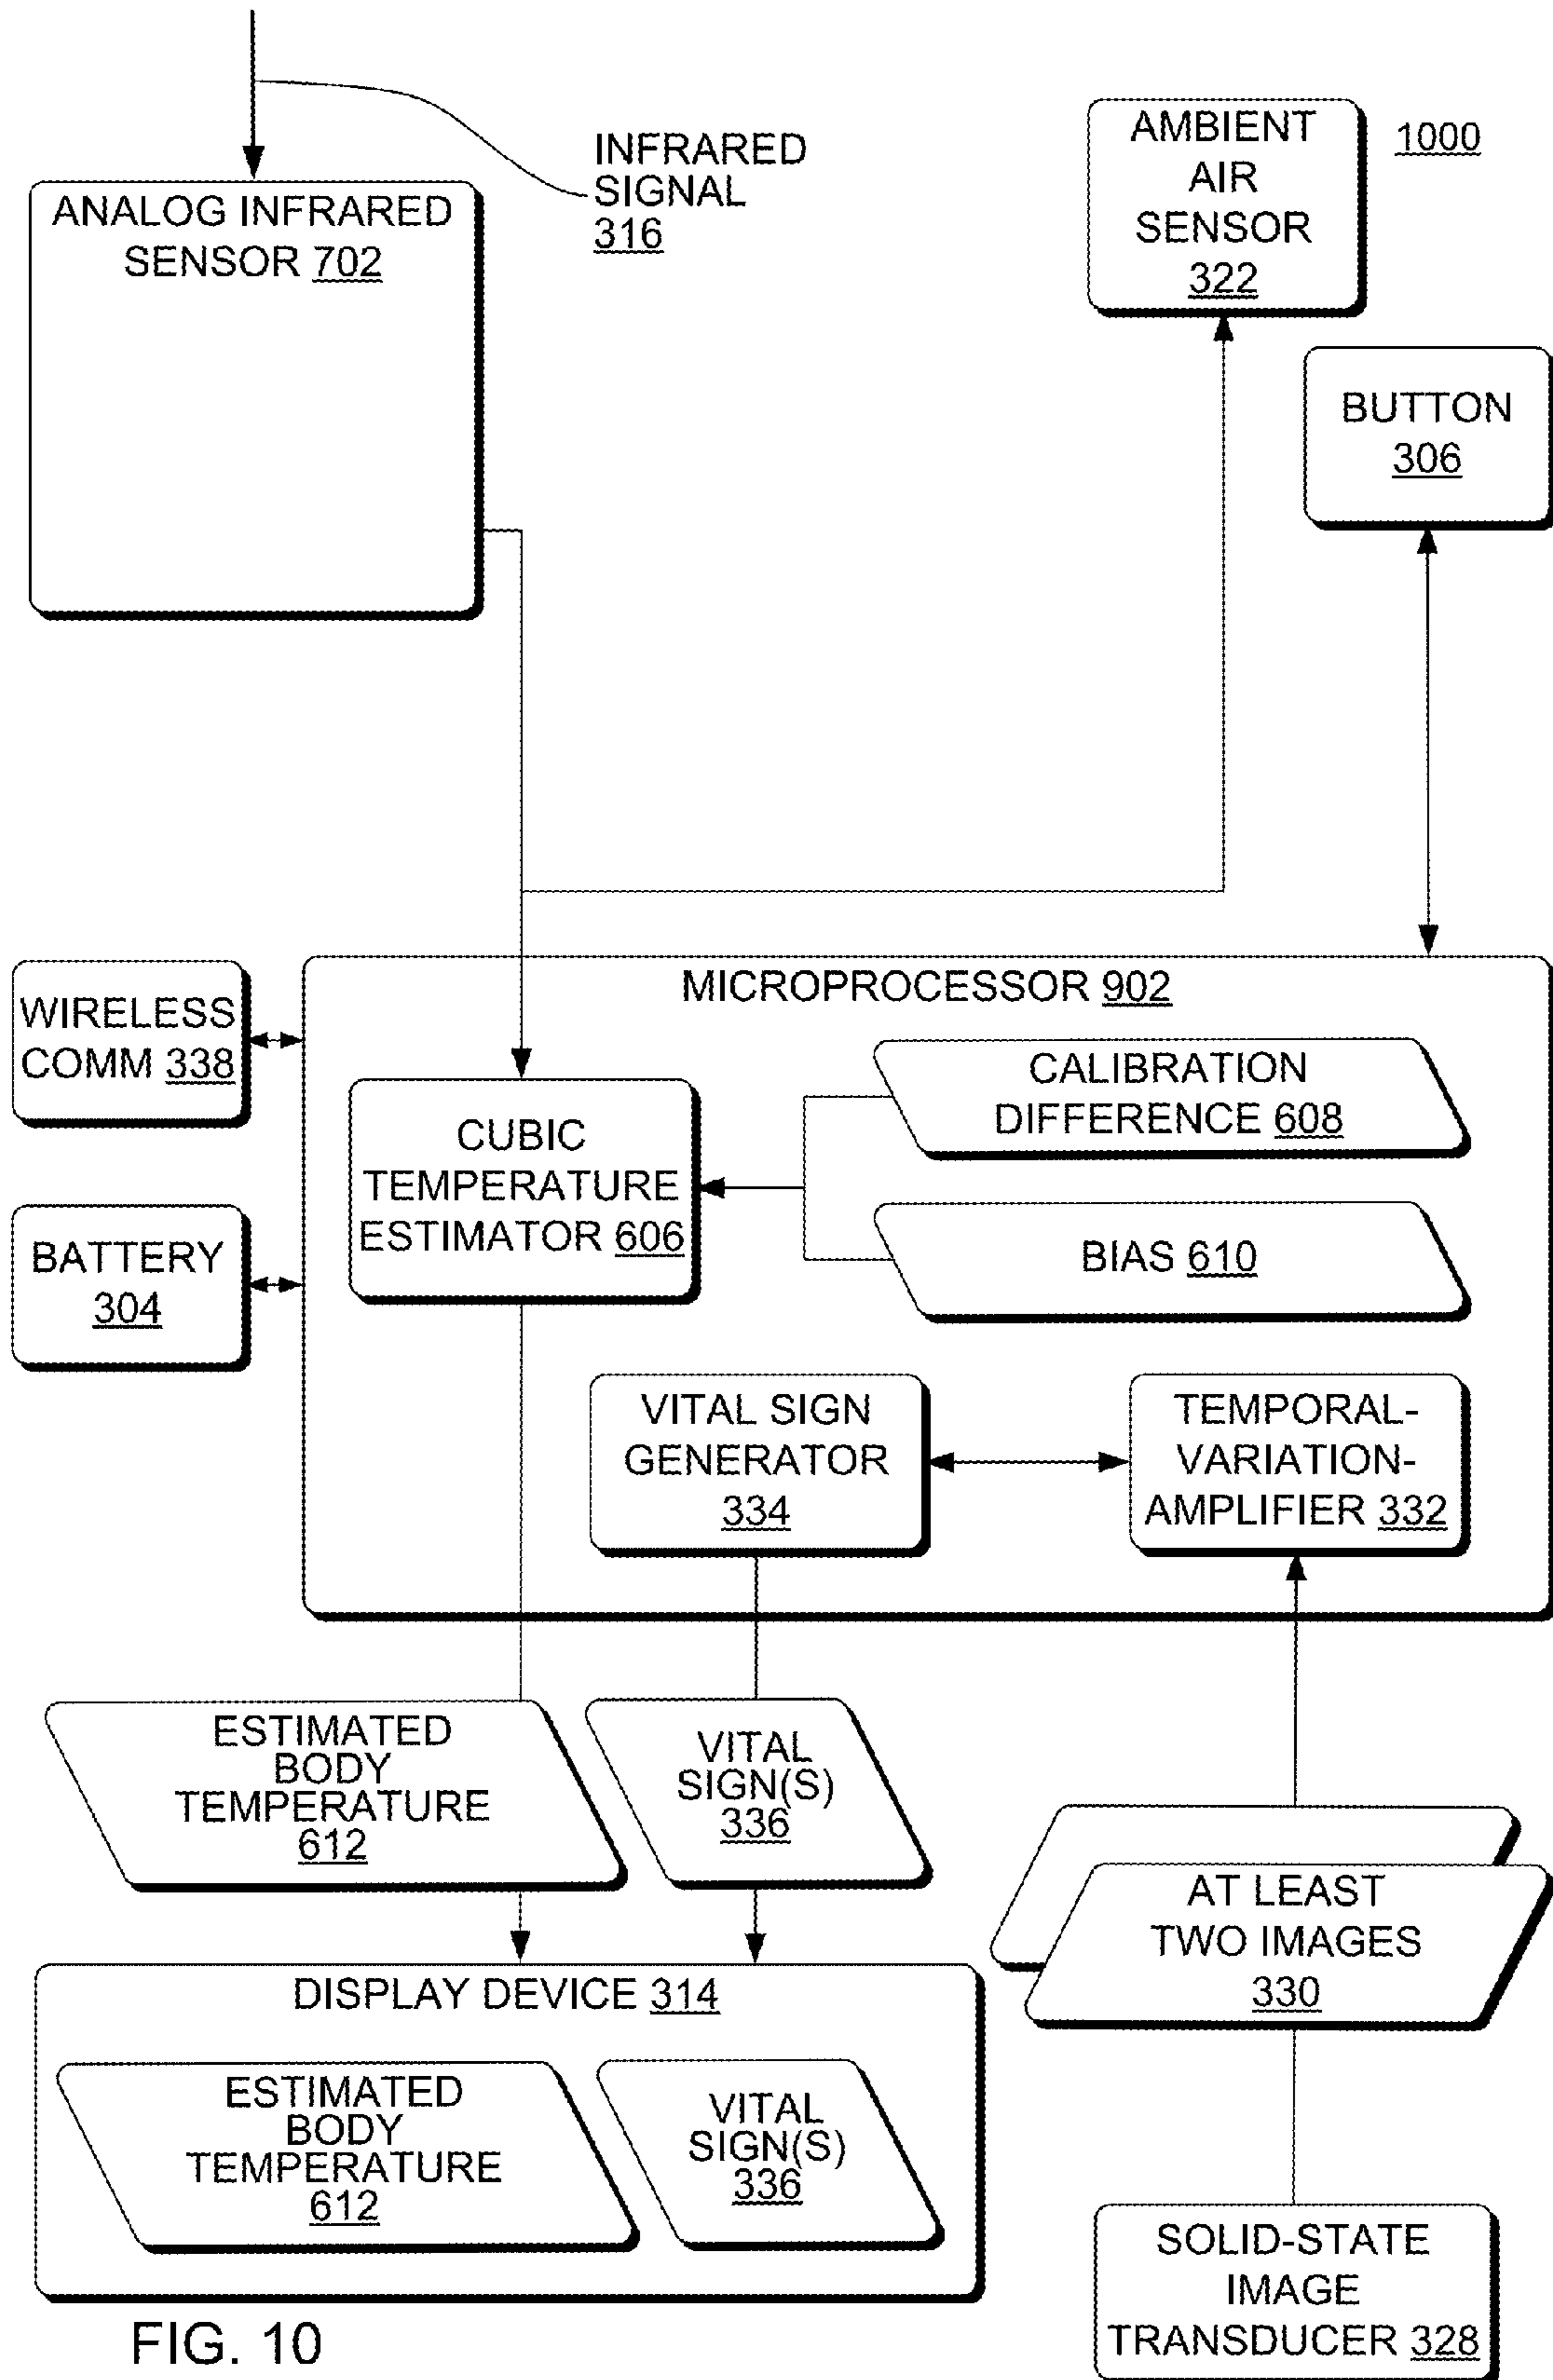 INFRARED
SIGNAL
316
AMBIENT
AIR
SENSOR
322
1000
ANALOG INFRARED
SENSOR 702
BUTTON
306
MICROPROCESSOR 902
WIRELESS
COMM 338
CALIBRATION
DIFFERENCE 608
CUBIC
TEMPERATURE
ESTIMATOR 606
BATTERY
304
BIAS 610
VITAL SIGN
GENERATOR
334
TEMPORAL-
VARIATION-
AMPLIFIER 332
ESTIMATED
BODY
TEMPERATURE
612
VITAL
SIGN(S)
336
AT LEAST
TWO IMAGES
330
DISPLAY DEVICE 314
ESTIMATED
BODY
TEMPERATURE
612
VITAL
SIGN(S)
336
SOLID-STATE
IMAGE
TRANSDUCER 328
FIG. 10